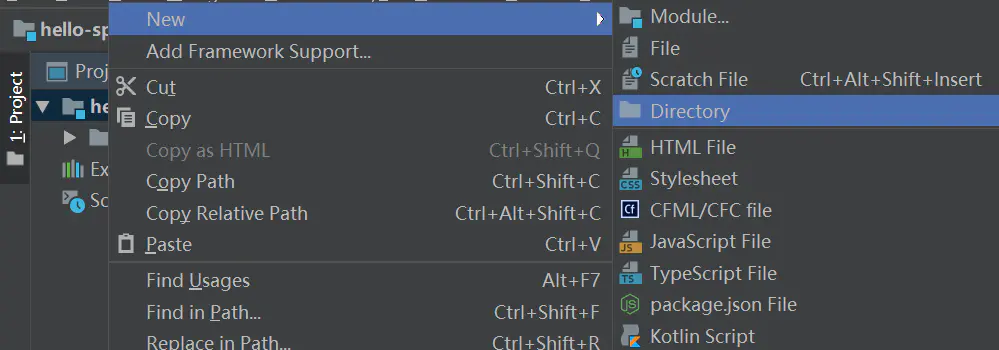 hello-sp
1: Project
Proj
he
Ex
Sc
New
Add Framework Support...
Cut Ctrl+X
Copy Ctrl+C
Copy as HTML Ctrl+Shift+Q
Copy Path Ctrl+Shift+C
Copy Relative Path Ctrl+Alt+Shift+C
Paste Ctrl+V
Find Usages Alt+F7
Find in Path... Ctrl+Shift+F
Replace in Path... Ctrl+Shift+R
Module...
File
Scratch File Ctrl+Alt+Shift+Insert
Directory
HTML File
Stylesheet
CFML/CFC file
JavaScript File
TypeScript File
package.json File
Kotlin Script